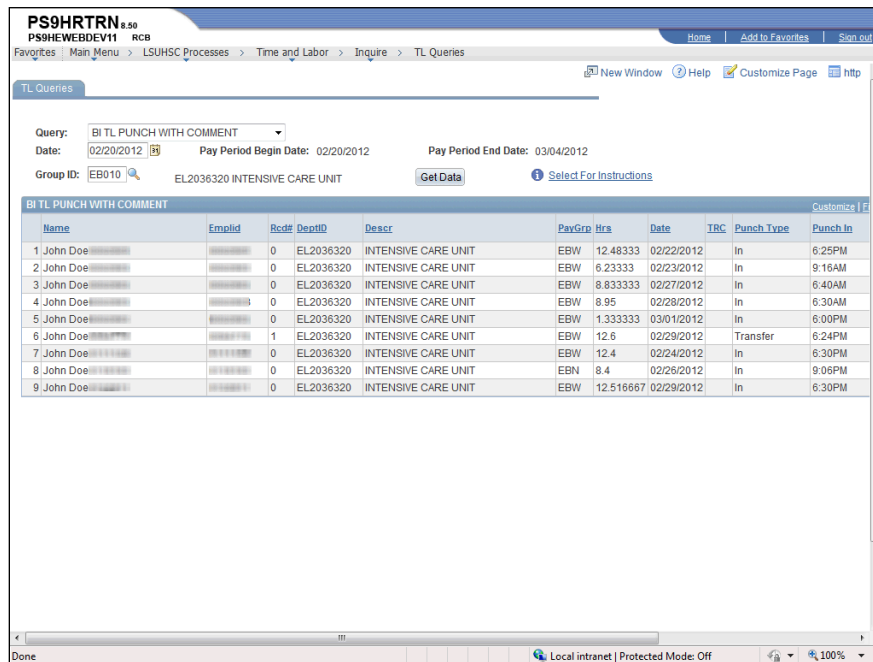 PS9HRTRN 8.50
PS9HEWEBDEV11 RCB
Home | Add to Favorites | Sign out
Favorites | Main Menu > LSUHSC Processes > Time and Labor > Inquire > TL Queries
New Window Help Customize Page http
TL Queries
Query: BI TL PUNCH WITH COMMENT
Date: 02/20/2012 31 Pay Period Begin Date: 02/20/2012 Pay Period End Date: 03/04/2012
Group ID: EB010 EL2036320 INTENSIVE CARE UNIT Get Data Select For Instructions
BI TL PUNCH WITH COMMENT Customize | Fi
Name Emplid Rcd# DeptID Descr PayGrp Hrs Date TRC Punch Type Punch In
1 John Doe 0 EL2036320 INTENSIVE CARE UNIT EBW 12.48333 02/22/2012 In 6:25PM
2 John Doe 0 EL2036320 INTENSIVE CARE UNIT EBW 6.23333 02/23/2012 In 9:16AM
3 John Doe 0 EL2036320 INTENSIVE CARE UNIT EBW 8.833333 02/27/2012 In 6:40AM
4 John Doe 0 EL2036320 INTENSIVE CARE UNIT EBW 8.95 02/28/2012 In 6:30AM
5 John Doe 0 EL2036320 INTENSIVE CARE UNIT EBW 1.333333 03/01/2012 In 6:00PM
6 John Doe 1 EL2036320 INTENSIVE CARE UNIT EBW 12.6 02/29/2012 Transfer 6:24PM
7 John Doe 0 EL2036320 INTENSIVE CARE UNIT EBW 12.4 02/24/2012 In 6:30PM
8 John Doe 0 EL2036320 INTENSIVE CARE UNIT EBN 8.4 02/26/2012 In 9:06PM
9 John Doe 0 EL2036320 INTENSIVE CARE UNIT EBW 12.516667 02/29/2012 In 6:30PM
Done Local intranet | Protected Mode: Off 100%